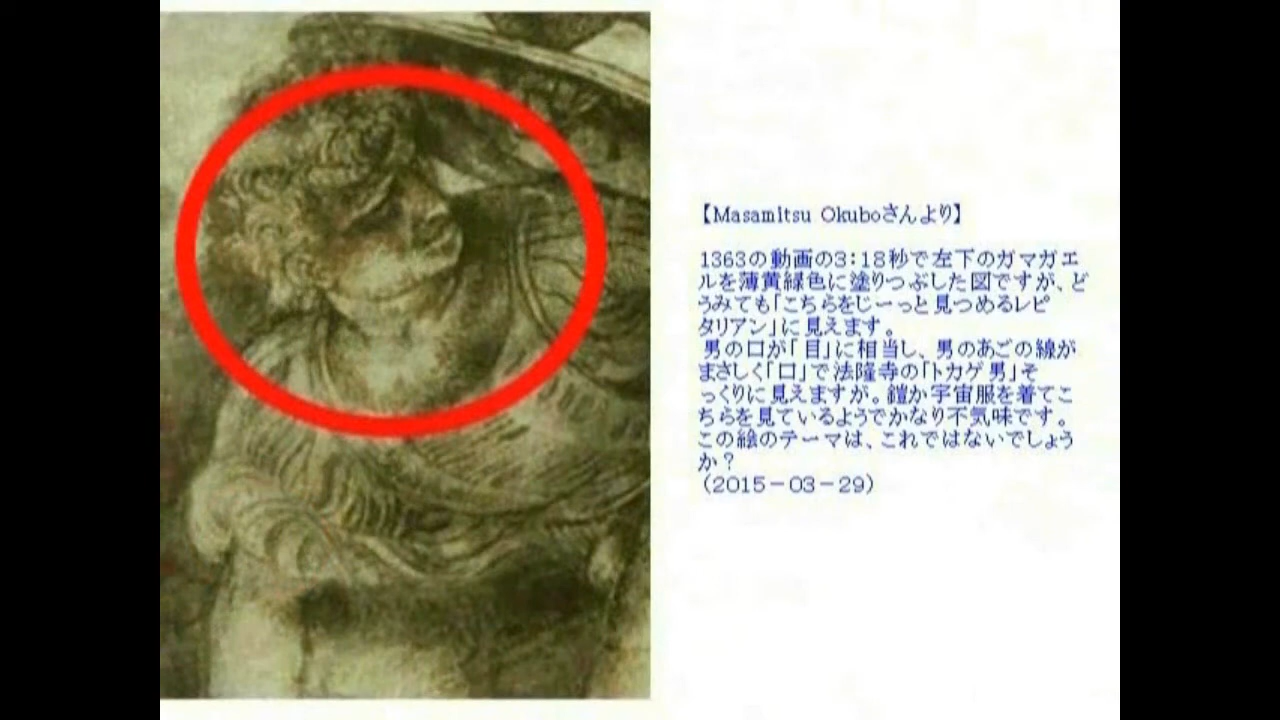 【Masamitsu Okuboさんより】
1363の動画の3:18秒で左下のガマガエ
ルを薄黄緑色に塗りつぶした図ですが、ど
うみても「こちらをじーっと見つめるレピ
タリアン」に見えます。
男の口が「目」に相当し、男のあごの線が
まさしく「口」で法隆寺の「トカゲ男」そ
っくりに見えますが。鎧か宇宙服を着てこ
ちらを見ているようでかなり不気味です。
この絵のテーマは、これではないでしょう
か？
(2015-03-29)